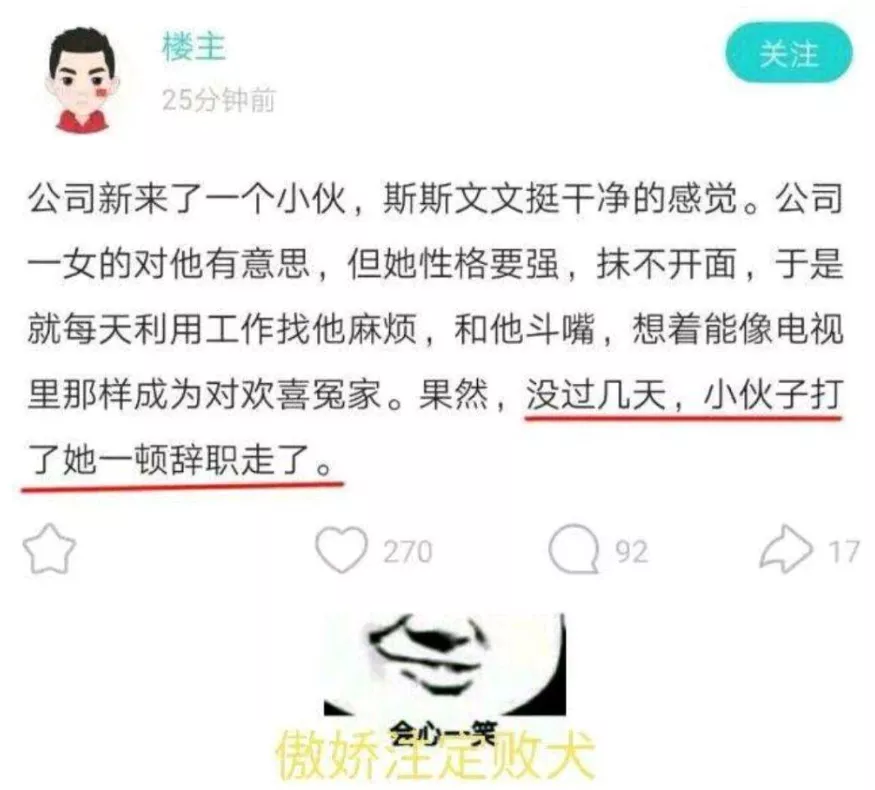 楼主
关注
25分钟前
公司新来了一个小伙，斯斯文文挺干净的感觉。公司
一女的对他有意思，但她性格要强，抹不开面，于是
就每天利用工作找他麻烦，和他斗嘴，想着能像电视
里那样成为对欢喜冤家。果然，没过几天，小伙子打
了她一顿辞职走了。
270
92
17
会心一笑
傲娇注定败犬